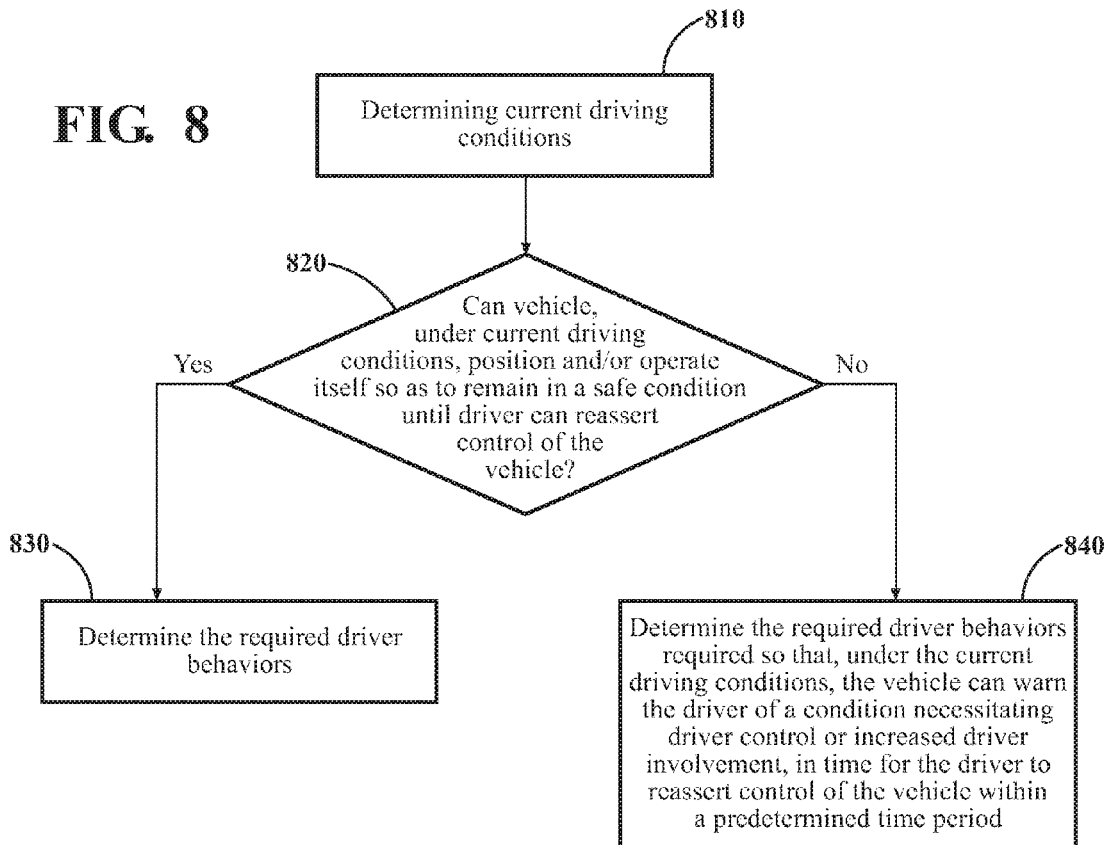 810
FIG. 8
Determining current driving
conditions
820
Can vehicle,
under current driving
conditions, position and/or operate
itself so as to remain in a safe condition
until driver can reassert
control of the
vehicle?
Yes
No
830
Determine the required driver
behaviors
840
Determine the required driver behaviors
required so that, under the current
driving conditions, the vehicle can warn
the driver of a condition necessitating
driver control or increased driver
involvement, in time for the driver to
reassert control of the vehicle within
a predetermined time period